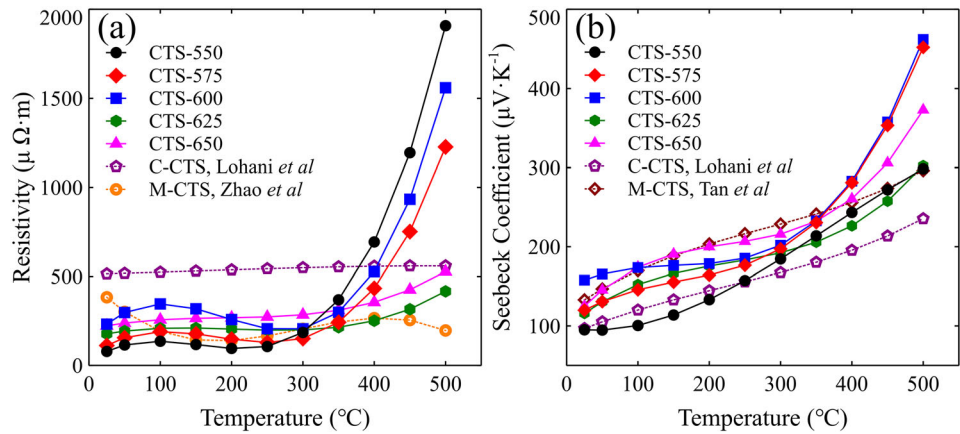 (a)
2000
1500
1000
500
0
Resistivity (μ Ω·m)
CTS-550
CTS-575
CTS-600
CTS-625
CTS-650
C-CTS, Lohani et al
M-CTS, Zhao et al
0 100 200 300 400 500
Temperature (℃)
(b)
500
400
300
200
100
Seebeck Coefficient (μV·K⁻¹)
CTS-550
CTS-575
CTS-600
CTS-625
CTS-650
C-CTS, Lohani et al
M-CTS, Tan et al
0 100 200 300 400 500
Temperature (℃)